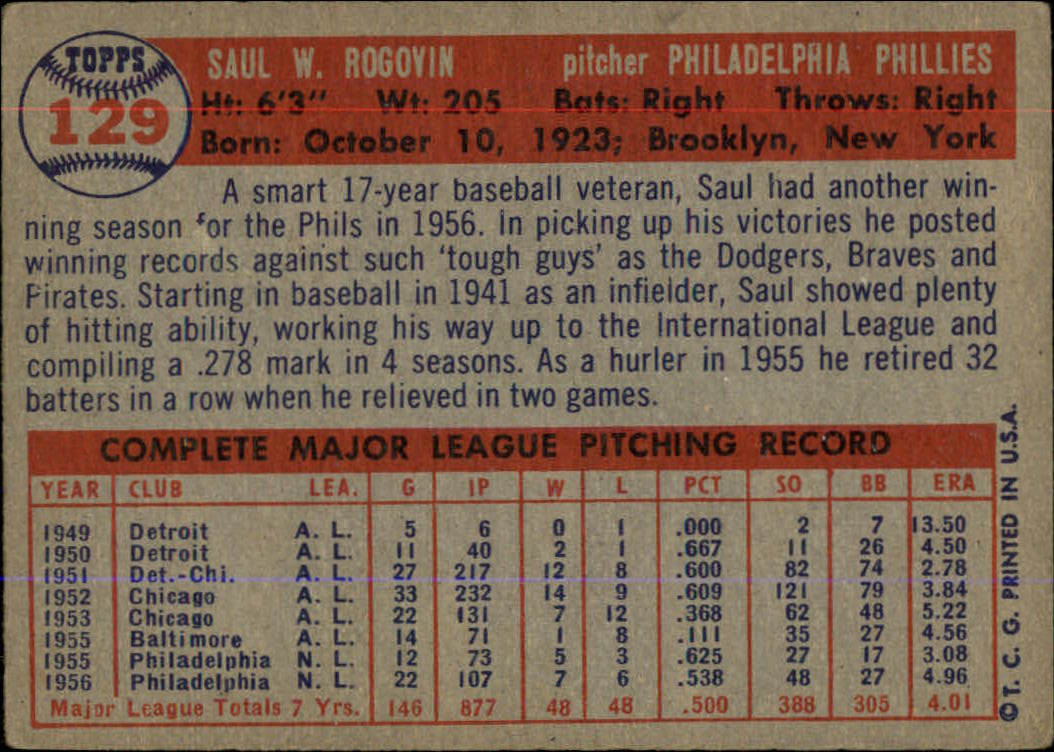 TOPPS
129
SAUL W. ROGOVIN pitcher PHILADELPHIA PHILLIES
Ht: 6'3" Wt: 205 Bats: Right Throws: Right
Born: October 10, 1923; Brooklyn, New York
A smart 17-year baseball veteran, Saul had another win-
ning season for the Phils in 1956. In picking up his victories he posted
winning records against such 'tough guys' as the Dodgers, Braves and
Pirates. Starting in baseball in 1941 as an infielder, Saul showed plenty
of hitting ability, working his way up to the International League and
compiling a .278 mark in 4 seasons. As a hurler in 1955 he retired 32
batters in a row when he relieved in two games.
COMPLETE MAJOR LEAGUE PITCHING RECORD
YEAR CLUB LEA. G IP W L PCT SO BB ERA
1949 Detroit A. L. 5 6 0 1 .000 2 7 13.50
1950 Detroit A. L. 11 40 2 1 .667 11 26 4.50
1951 Det.-Chi. A. L. 27 217 12 8 .600 82 74 2.78
1952 Chicago A. L. 33 232 14 9 .609 121 79 3.84
1953 Chicago A. L. 22 131 7 12 .368 62 48 5.22
1955 Baltimore A. L. 14 71 1 8 .111 35 27 4.56
1955 Philadelphia N. L. 12 73 5 3 .625 27 17 3.08
1956 Philadelphia N. L. 22 107 7 6 .538 48 27 4.96
Major League Totals 7 Yrs. 146 877 48 48 .500 388 305 4.01
© T. C. G. PRINTED IN U.S.A.